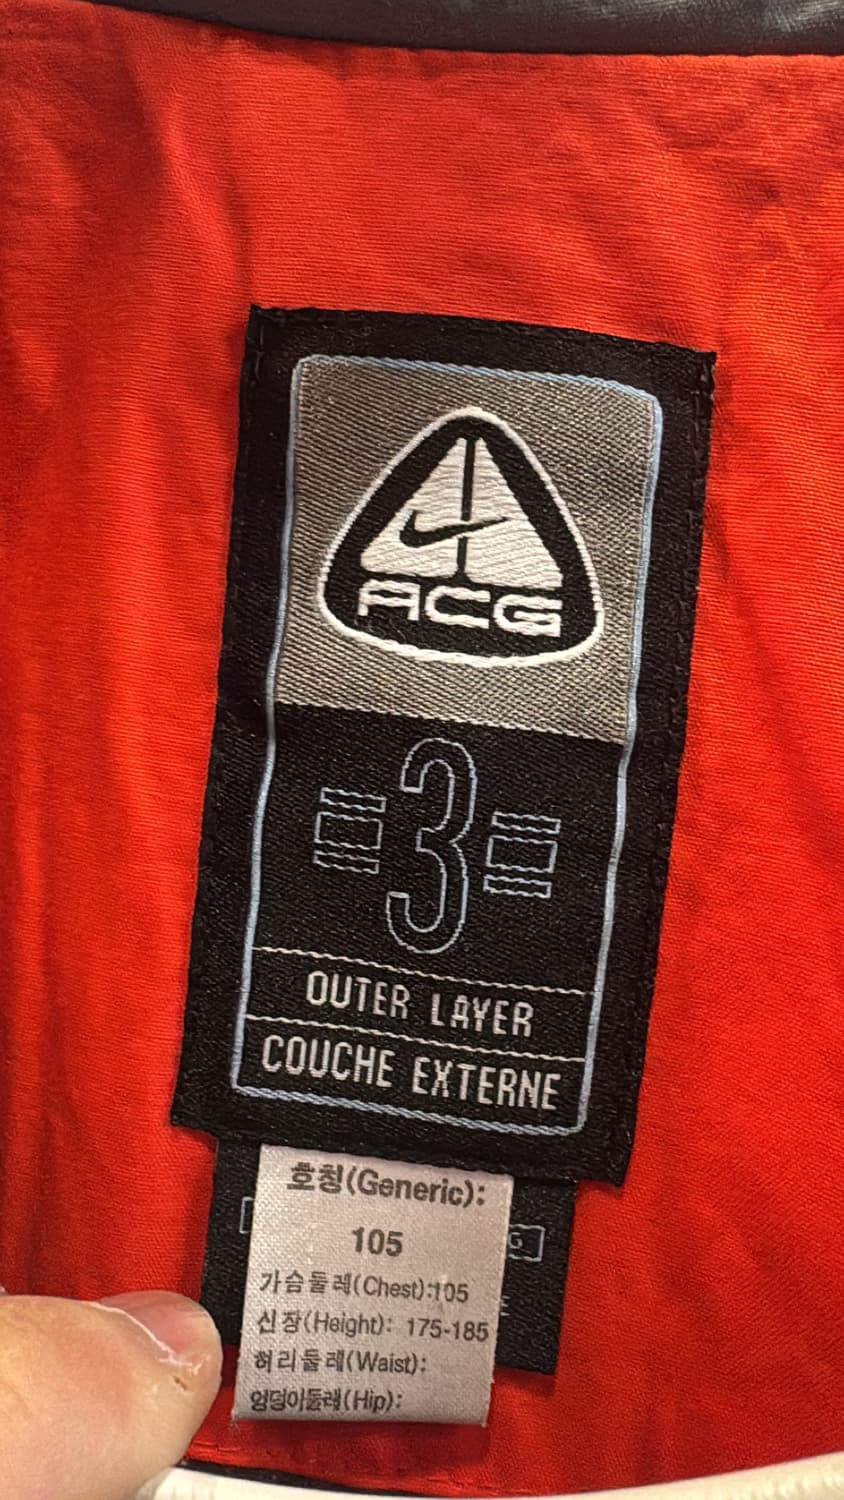 ACG
3
OUTER LAYER
COUCHE EXTERNE
호칭(Generic):
105
가슴둘레(Chest):105
신장(Height): 175-185
허리둘레(Waist):
엉덩이둘레(Hip):